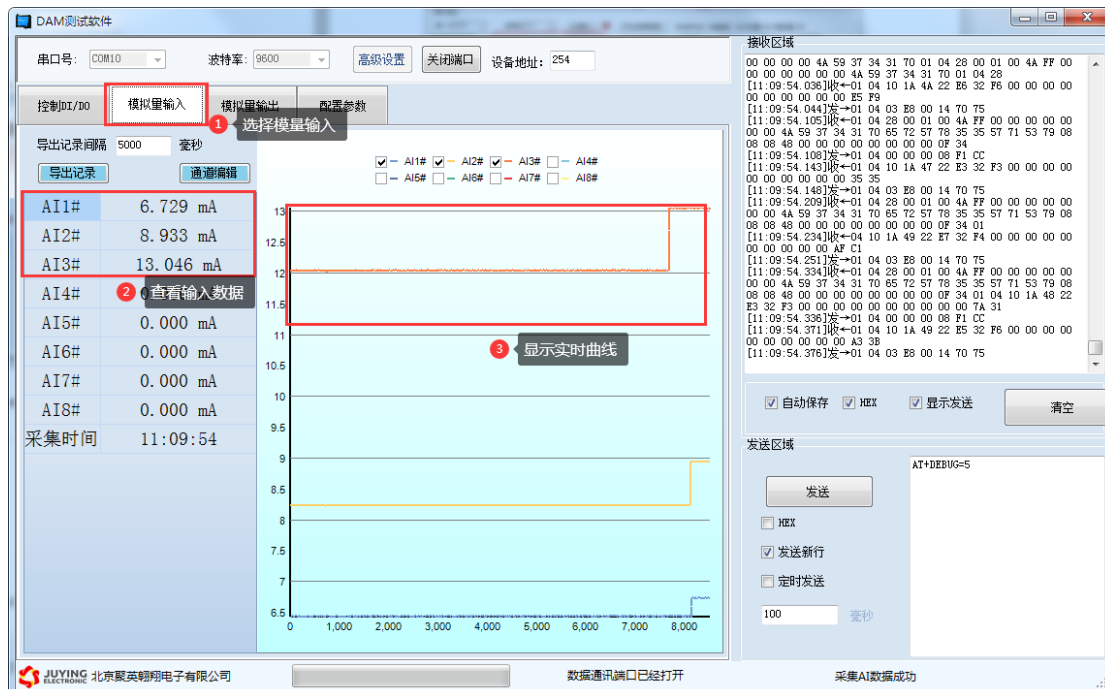 DAM测试软件
串口号: COM10 波特率: 9600 高级设置 关闭端口 设备地址: 254
控制DI/DO 模拟量输入 模拟量输出 配置参数
1 选择模量输入
导出记录间隔 5000 毫秒
导出记录 通道编辑
AI1# 6.729 mA
AI2# 8.933 mA
AI3# 13.046 mA
AI4#
2 查看输入数据
AI5# 0.000 mA
AI6# 0.000 mA
AI7# 0.000 mA
AI8# 0.000 mA
采集时间 11:09:54
AI1# AI2# AI3# AI4#
AI5# AI6# AI7# AI8#
13
12.5
12
11.5
11
10.5
10
9.5
9
8.5
8
7.5
7
6.5
0 1,000 2,000 3,000 4,000 5,000 6,000 7,000 8,000
3 显示实时曲线
接收区域
00 00 00 00 4A 59 37 34 31 70 01 04 28 00 01 00 4A FF 00
00 00 00 00 00 00 4A 59 37 34 31 70 01 04 28
[11:09:54.036]收←01 04 10 1A 4A 22 E6 32 F6 00 00 00 00
00 00 00 00 00 00 E5 F9
[11:09:54.044]发→01 04 03 E8 00 14 70 75
[11:09:54.105]收←01 04 28 00 01 00 4A FF 00 00 00 00 00
00 00 4A 59 37 34 31 70 65 72 57 78 35 35 57 71 53 79 08
08 08 48 00 00 00 00 00 00 00 00 0F 34
[11:09:54.108]发→01 04 00 00 00 08 F1 CC
[11:09:54.143]收←01 04 10 1A 47 22 E3 32 F3 00 00 00 00
00 00 00 00 00 00 35 35
[11:09:54.148]发→01 04 03 E8 00 14 70 75
[11:09:54.209]收←01 04 28 00 01 00 4A FF 00 00 00 00 00
00 00 4A 59 37 34 31 70 65 72 57 78 35 35 57 71 53 79 08
08 08 48 00 00 00 00 00 00 00 00 0F 34 01
[11:09:54.234]收←04 10 1A 49 22 E7 32 F4 00 00 00 00 00
00 00 00 00 00 AF C1
[11:09:54.251]发→01 04 03 E8 00 14 70 75
[11:09:54.334]收←01 04 28 00 01 00 4A FF 00 00 00 00 00
00 00 4A 59 37 34 31 70 65 72 57 78 35 35 57 71 53 79 08
08 08 48 00 00 00 00 00 00 00 00 0F 34 01 04 10 1A 48 22
E3 32 F3 00 00 00 00 00 00 00 00 00 00 7A 31
[11:09:54.336]发→01 04 00 00 00 08 F1 CC
[11:09:54.371]收←01 04 10 1A 49 22 E5 32 F6 00 00 00 00
00 00 00 00 00 00 A3 3B
[11:09:54.376]发→01 04 03 E8 00 14 70 75
自动保存 HEX 显示发送 清空
发送区域
AT+DEBUG=5
发送
HEX
发送新行
定时发送
100 毫秒
JUYING ELECTRONIC 北京聚英翱翔电子有限公司 数据通讯端口已经打开 采集AI数据成功